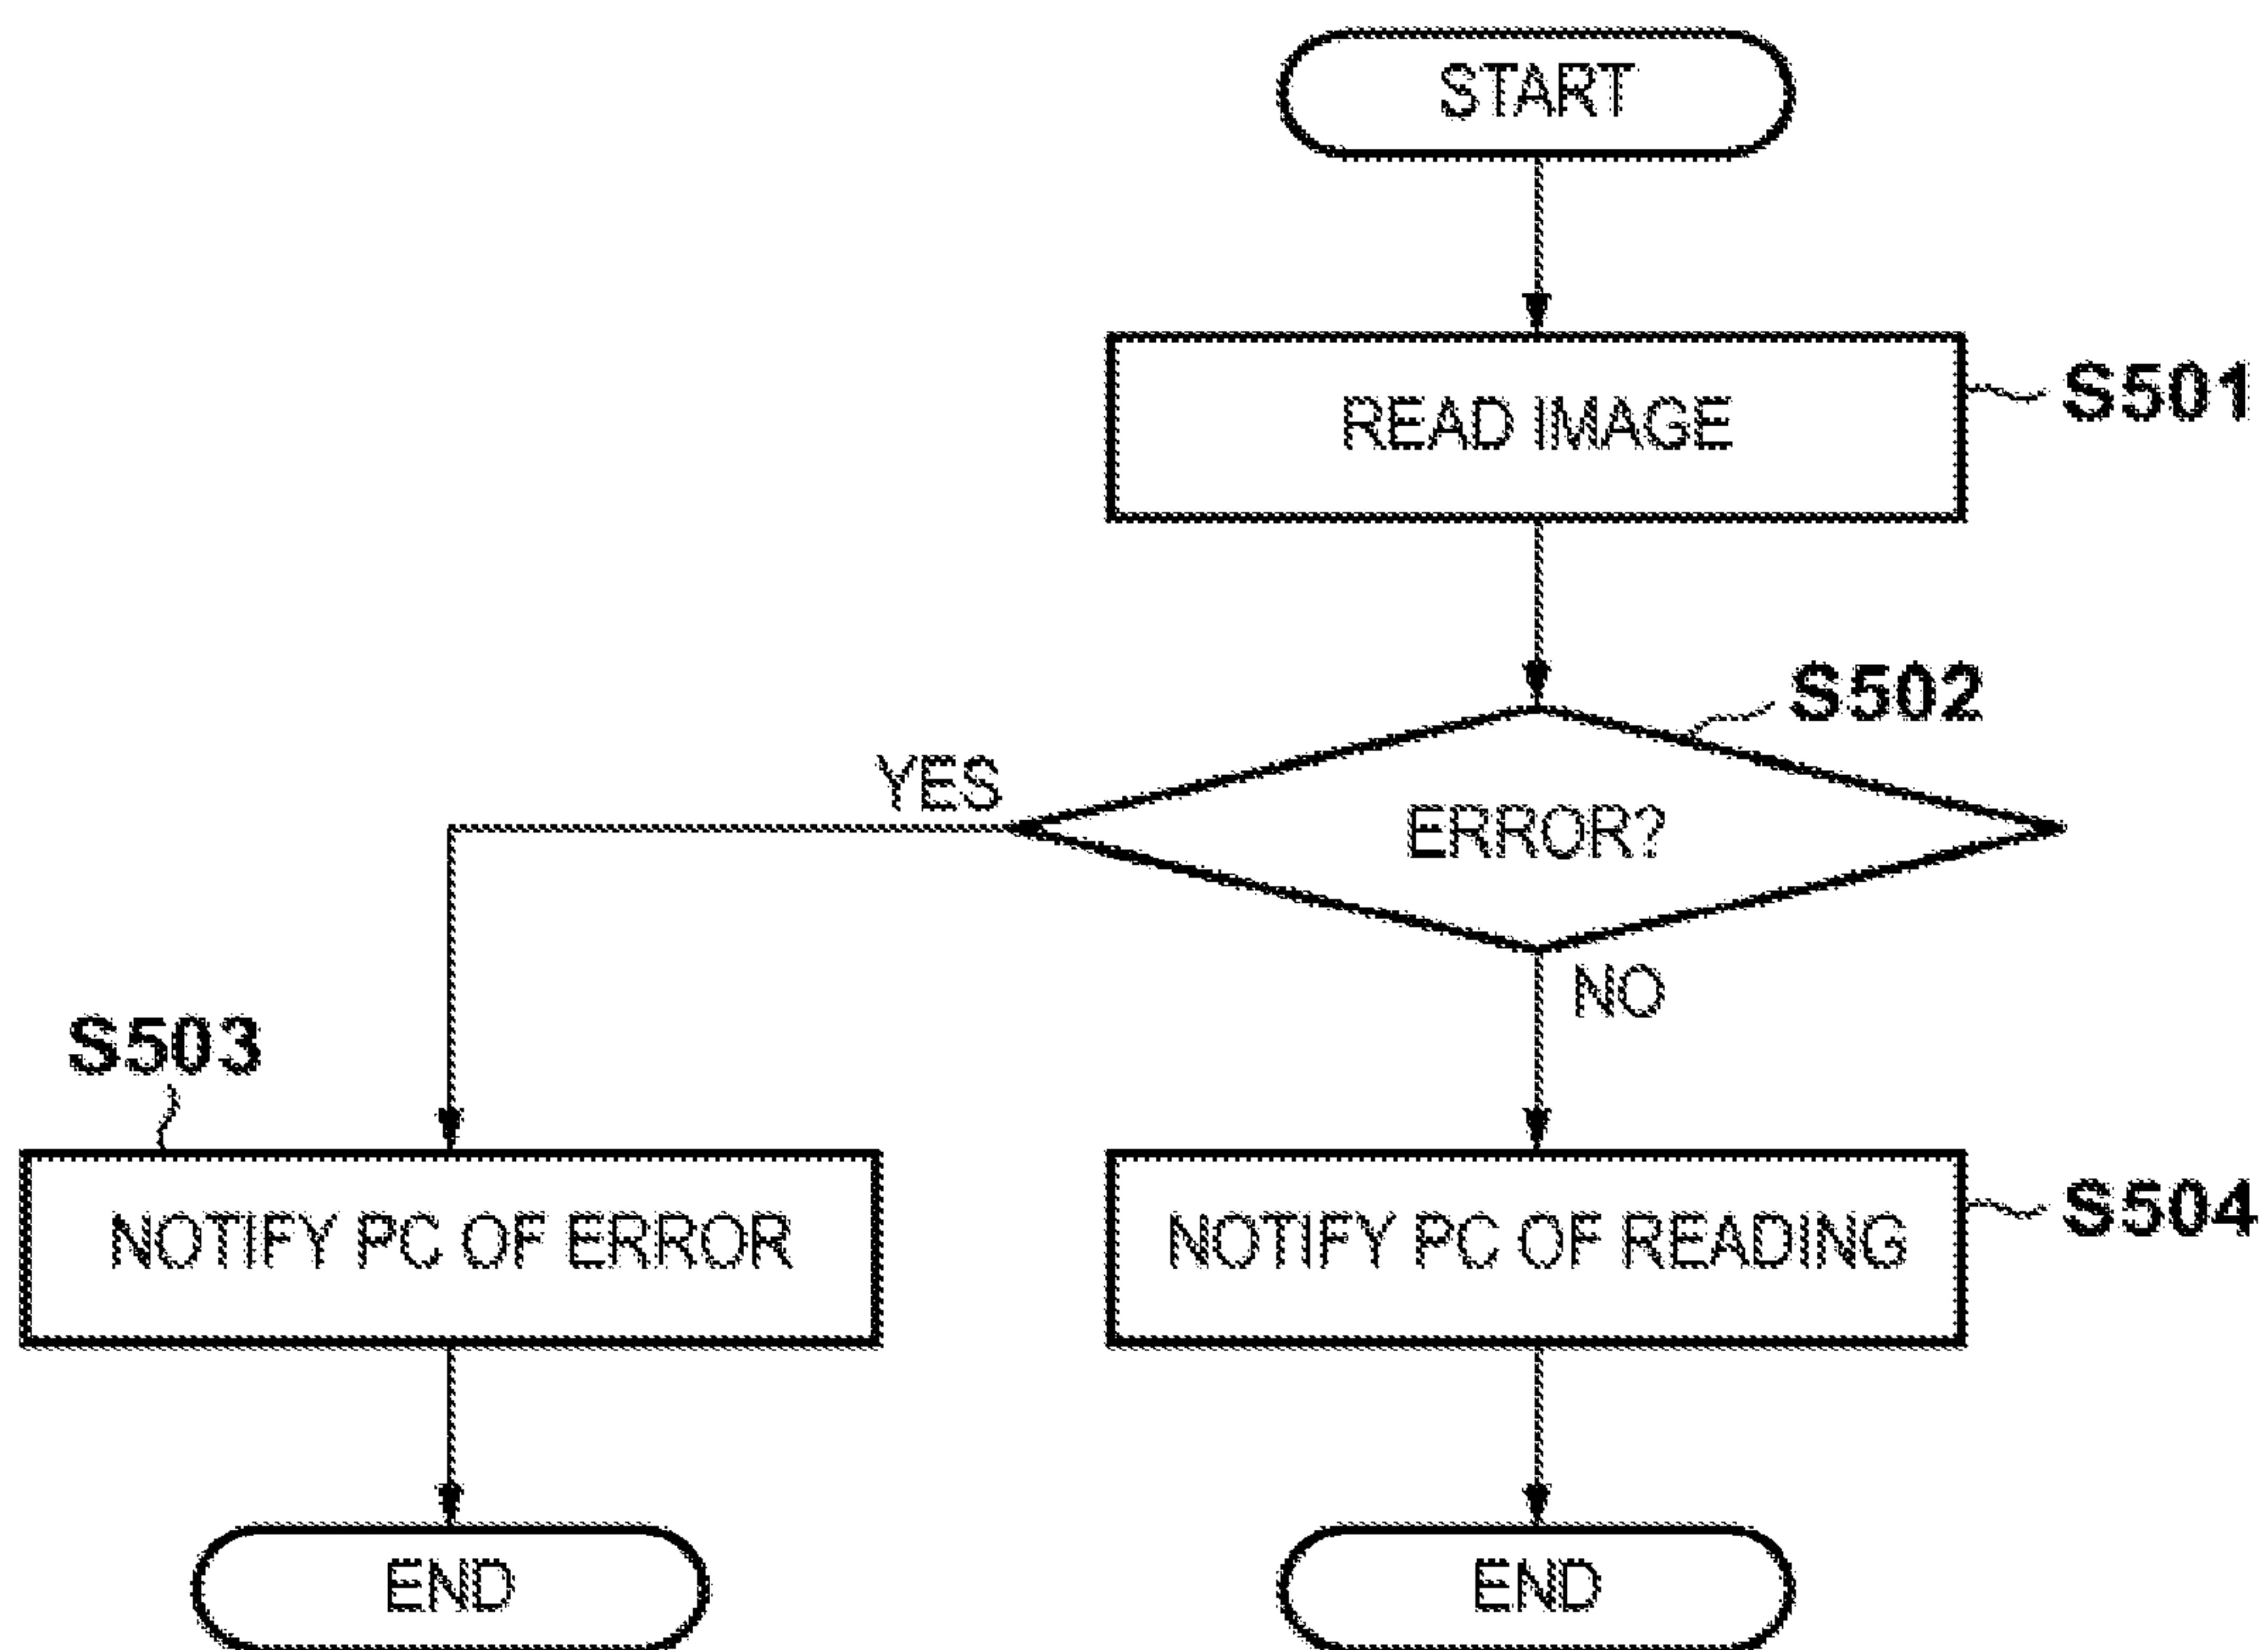 START
READ IMAGE
S501
S502
YES
ERROR?
NO
S503
NOTIFY PC OF ERROR
NOTIFY PC OF READING
S504
END
END